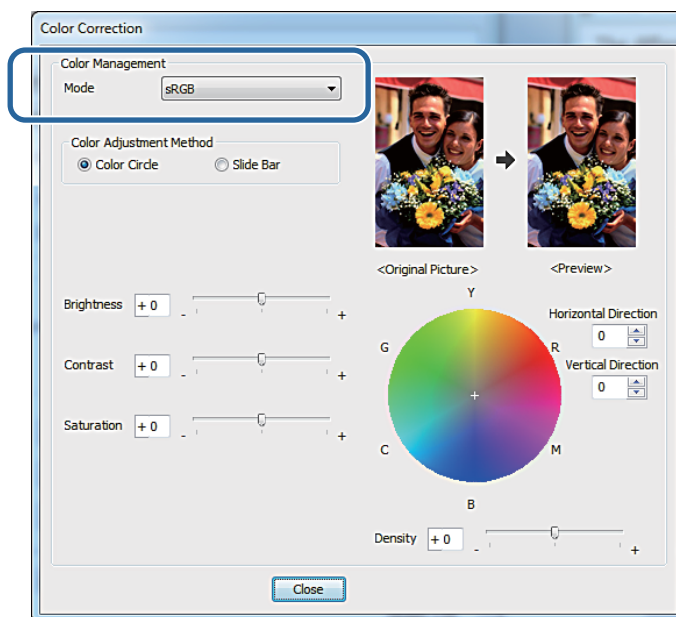 Color Correction
Color Management
Mode
sRGB
Color Adjustment Method
Color Circle
Slide Bar
<Original Picture>
<Preview>
Brightness + 0 - +
Contrast + 0 - +
Saturation + 0 - +
Y
G
R
C
M
B
Horizontal Direction
0
Vertical Direction
0
Density + 0 - +
Close